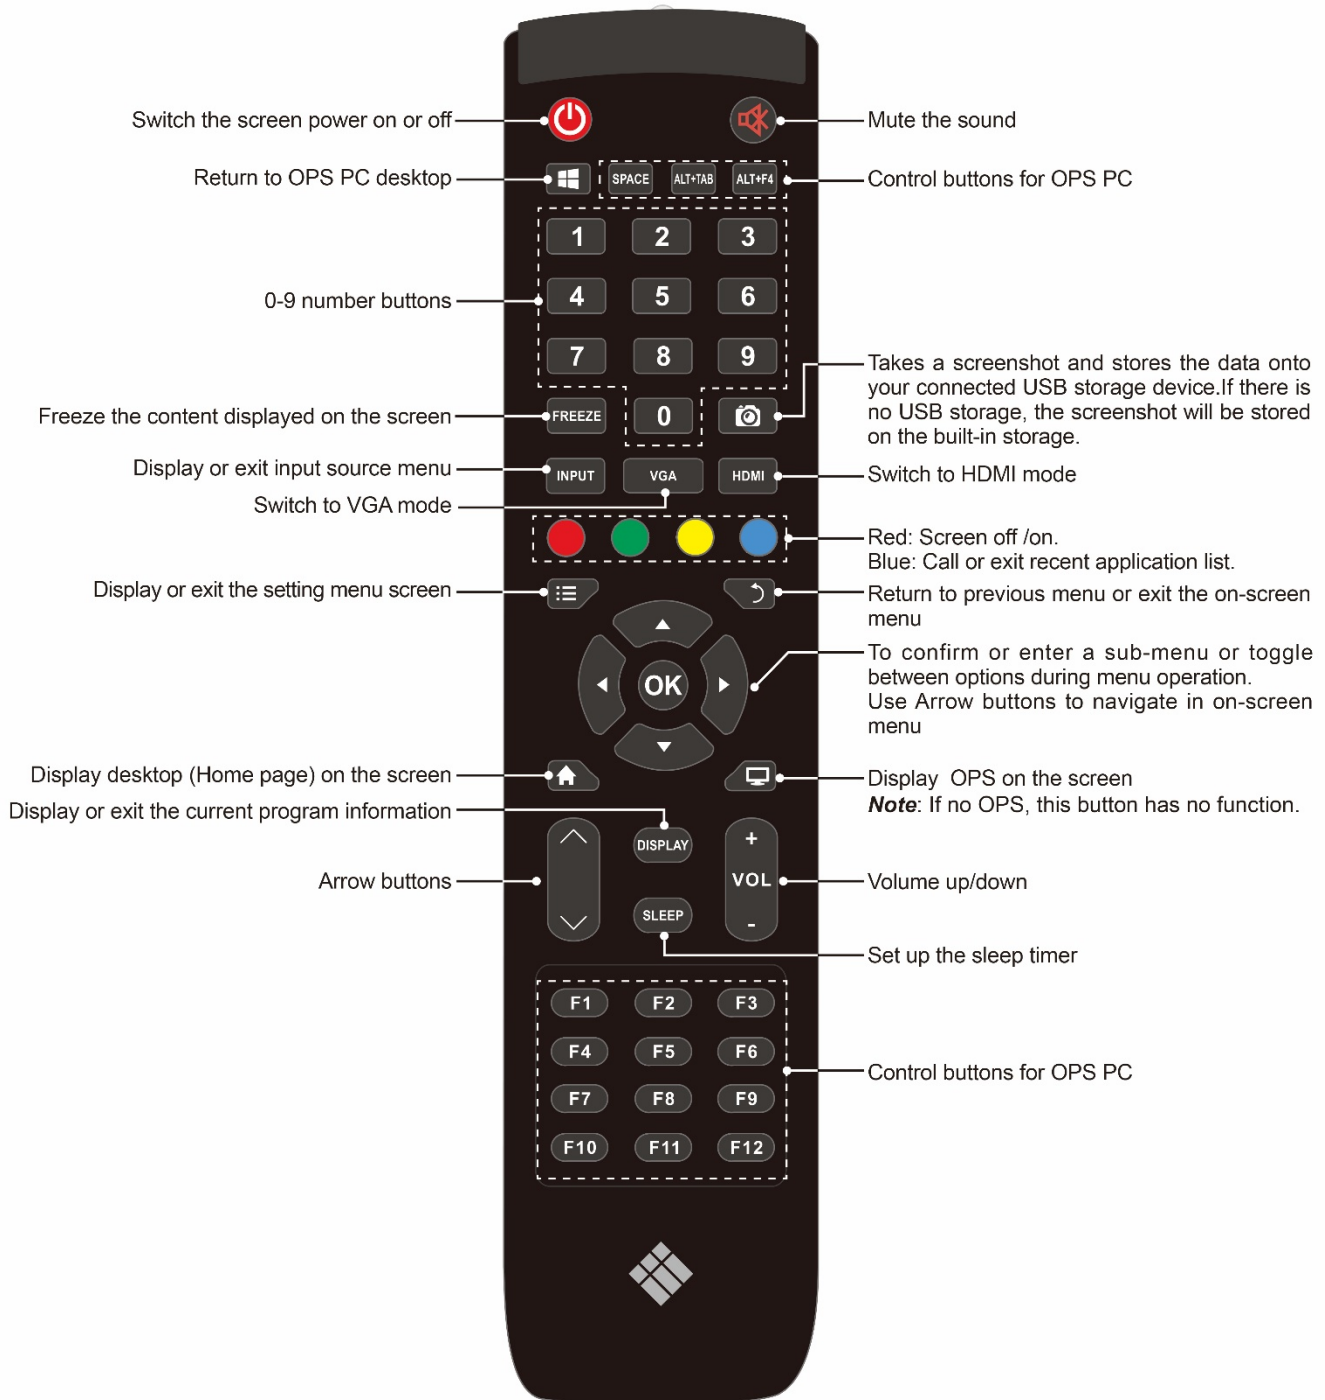 Switch the screen power on or off
Mute the sound
Return to OPS PC desktop
SPACE
ALT+TAB
ALT+F4
Control buttons for OPS PC
1
2
3
0-9 number buttons
4
5
6
7
8
9
Takes a screenshot and stores the data onto
your connected USB storage device.If there is
no USB storage, the screenshot will be stored
on the built-in storage.
Freeze the content displayed on the screen
FREEZE
0
Display or exit input source menu
INPUT
VGA
HDMI
Switch to HDMI mode
Switch to VGA mode
Red: Screen off /on.
Blue: Call or exit recent application list.
Display or exit the setting menu screen
Return to previous menu or exit the on-screen
menu
OK
To confirm or enter a sub-menu or toggle
between options during menu operation.
Use Arrow buttons to navigate in on-screen
menu
Display desktop (Home page) on the screen
Display OPS on the screen
Note: If no OPS, this button has no function.
Display or exit the current program information
DISPLAY
+
VOL
-
Arrow buttons
Volume up/down
SLEEP
Set up the sleep timer
F1
F2
F3
F4
F5
F6
Control buttons for OPS PC
F7
F8
F9
F10
F11
F12